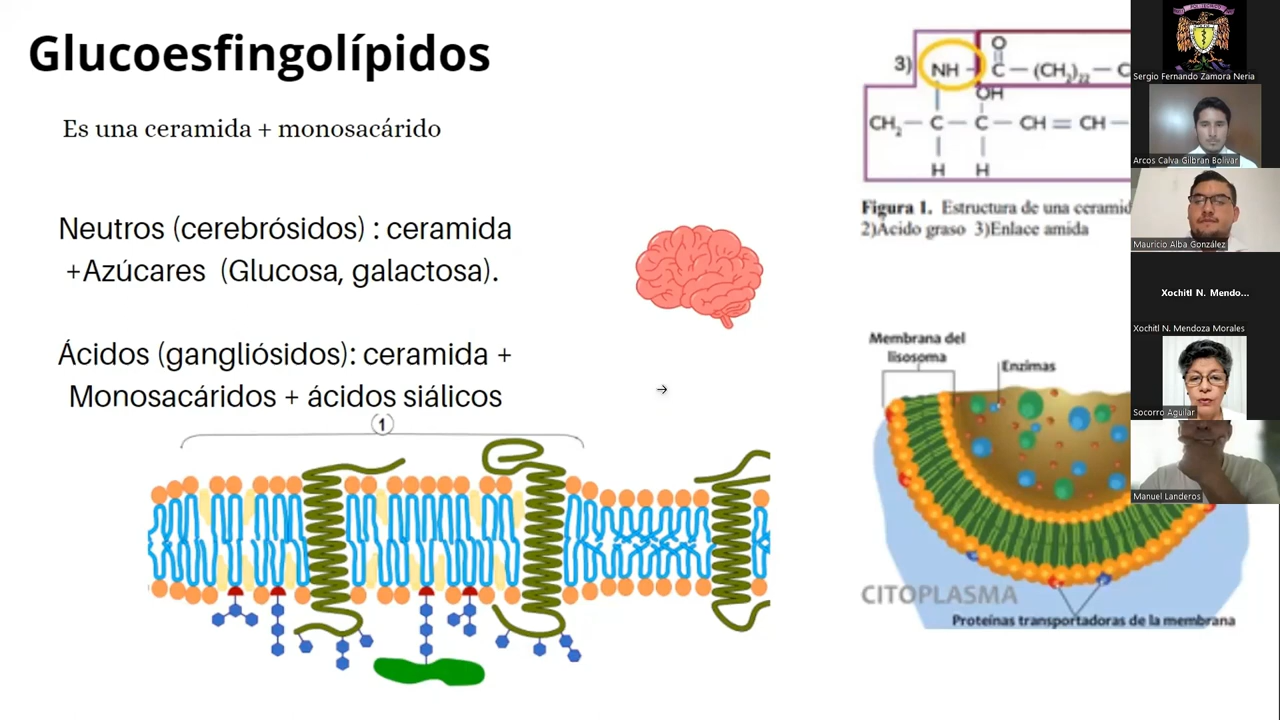 Glucoesfingolípidos
Es una ceramida + monosacárido
Neutros (cerebrósidos) : ceramida
+Azúcares (Glucosa, galactosa).
Ácidos (gangliósidos): ceramida +
Monosacáridos + ácidos siálicos
1
3)
O
NH – C – (CH2)22 – C
OH
CH2 – C – C – CH = CH –
H H
Figura 1. Estructura de una ceramid
2)Ácido graso 3)Enlace amida
Membrana del
lisosoma
Enzimas
CITOPLASMA
Proteínas transportadoras de la membrana
Sergio Fernando Zamora Neria
Arcos Calva Gilbran Bolivar
Mauricio Alba González
Xochitl N. Mendo...
Xochitl N. Mendoza Morales
Socorro Aguilar
Manuel Landeros